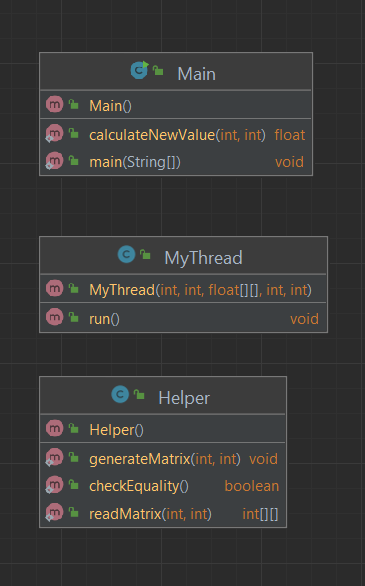 Main
Main()
calculateNewValue(int, int) float
main(String[]) void
MyThread
MyThread(int, int, float[][], int, int)
run() void
Helper
Helper()
generateMatrix(int, int) void
checkEquality() boolean
readMatrix(int, int) int[][]